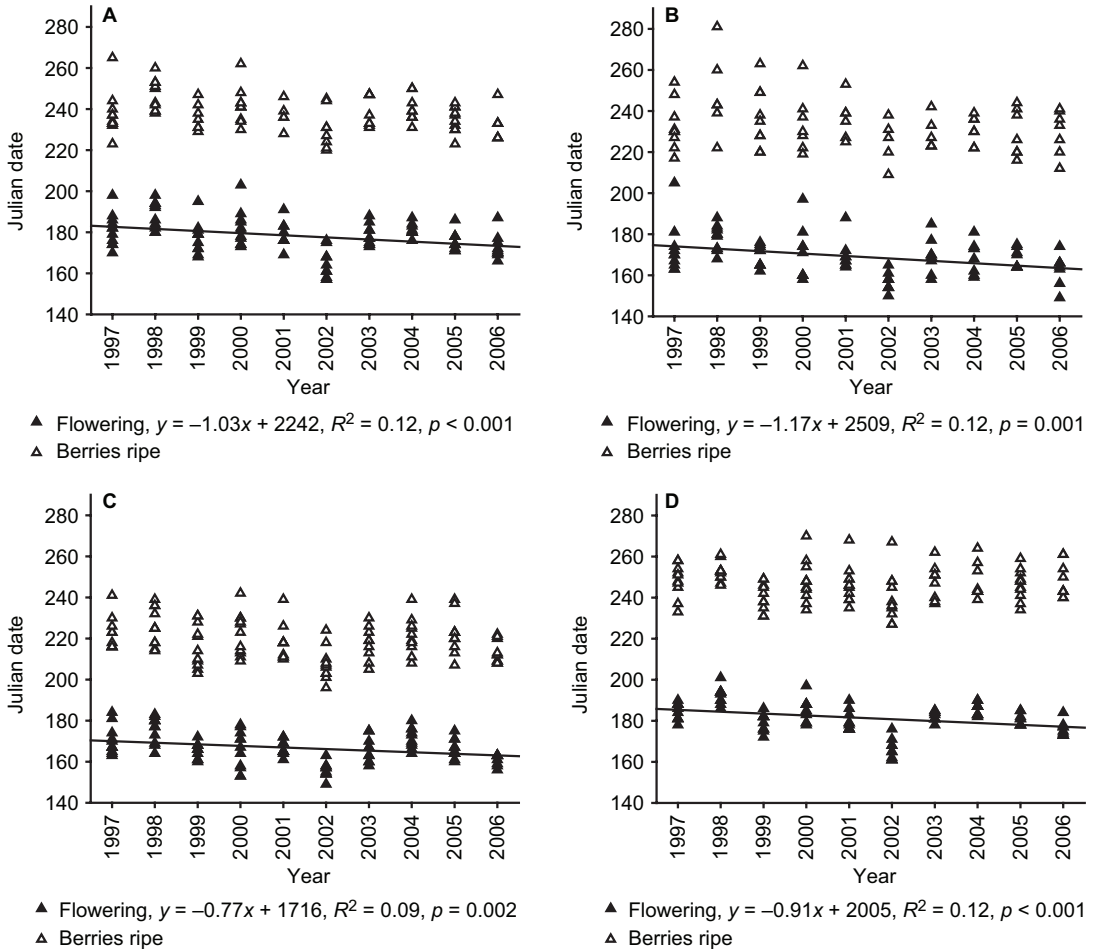 A
280
260
240
220
200
180
160
140
Julian date
1997 1998 1999 2000 2001 2002 2003 2004 2005 2006
Year
▲ Flowering, y = –1.03x + 2242, R² = 0.12, p < 0.001
△ Berries ripe
B
280
260
240
220
200
180
160
140
Julian date
1997 1998 1999 2000 2001 2002 2003 2004 2005 2006
Year
▲ Flowering, y = –1.17x + 2509, R² = 0.12, p = 0.001
△ Berries ripe
C
280
260
240
220
200
180
160
140
Julian date
1997 1998 1999 2000 2001 2002 2003 2004 2005 2006
Year
▲ Flowering, y = –0.77x + 1716, R² = 0.09, p = 0.002
△ Berries ripe
D
280
260
240
220
200
180
160
140
Julian date
1997 1998 1999 2000 2001 2002 2003 2004 2005 2006
Year
▲ Flowering, y = –0.91x + 2005, R² = 0.12, p < 0.001
△ Berries ripe